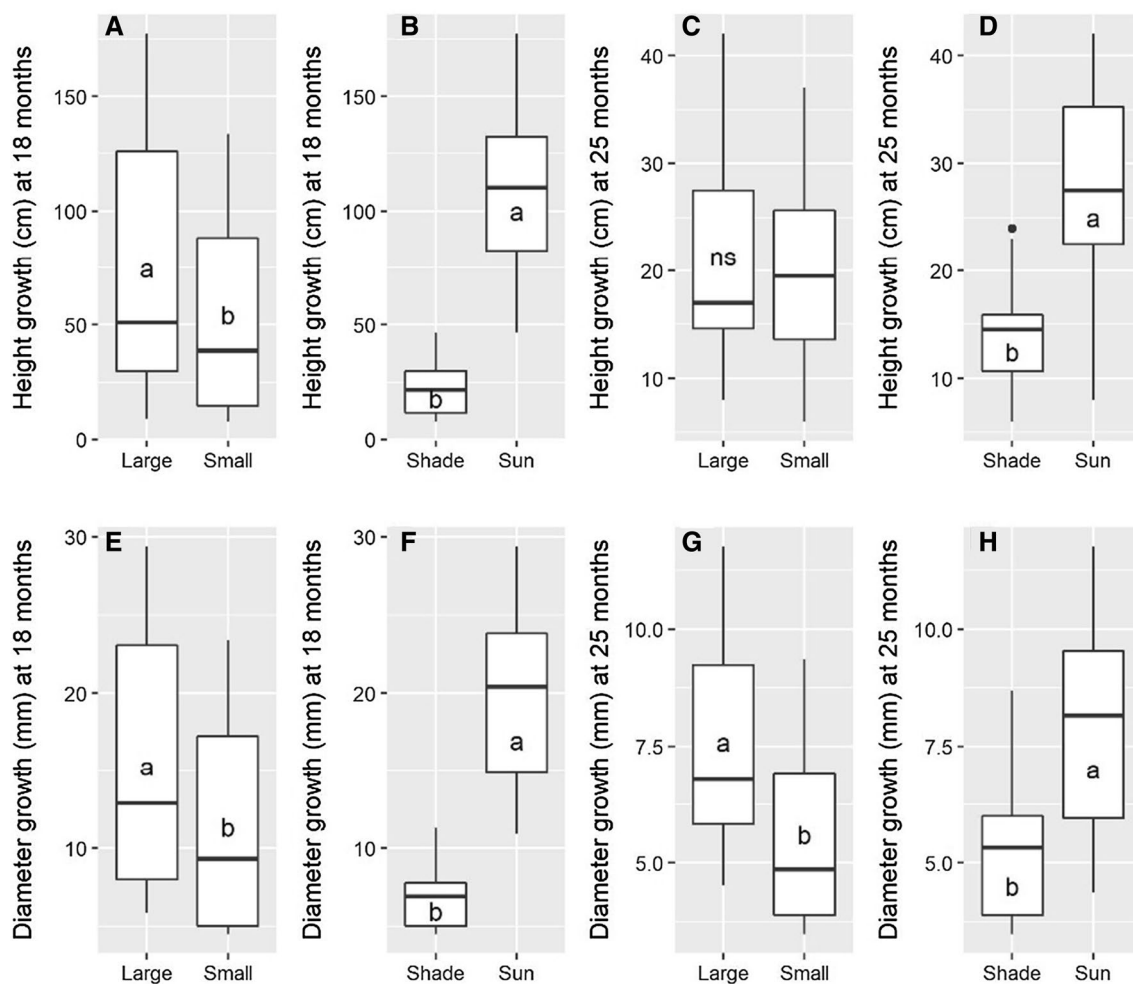 A
Height growth (cm) at 18 months
150
100
50
0
a
b
Large
Small
B
Height growth (cm) at 18 months
150
100
50
0
b
a
Shade
Sun
C
Height growth (cm) at 25 months
40
30
20
10
ns
Large
Small
D
Height growth (cm) at 25 months
40
30
20
10
b
a
Shade
Sun
E
Diameter growth (mm) at 18 months
30
20
10
a
b
Large
Small
F
Diameter growth (mm) at 18 months
30
20
10
b
a
Shade
Sun
G
Diameter growth (mm) at 25 months
10.0
7.5
5.0
a
b
Large
Small
H
Diameter growth (mm) at 25 months
10.0
7.5
5.0
b
a
Shade
Sun